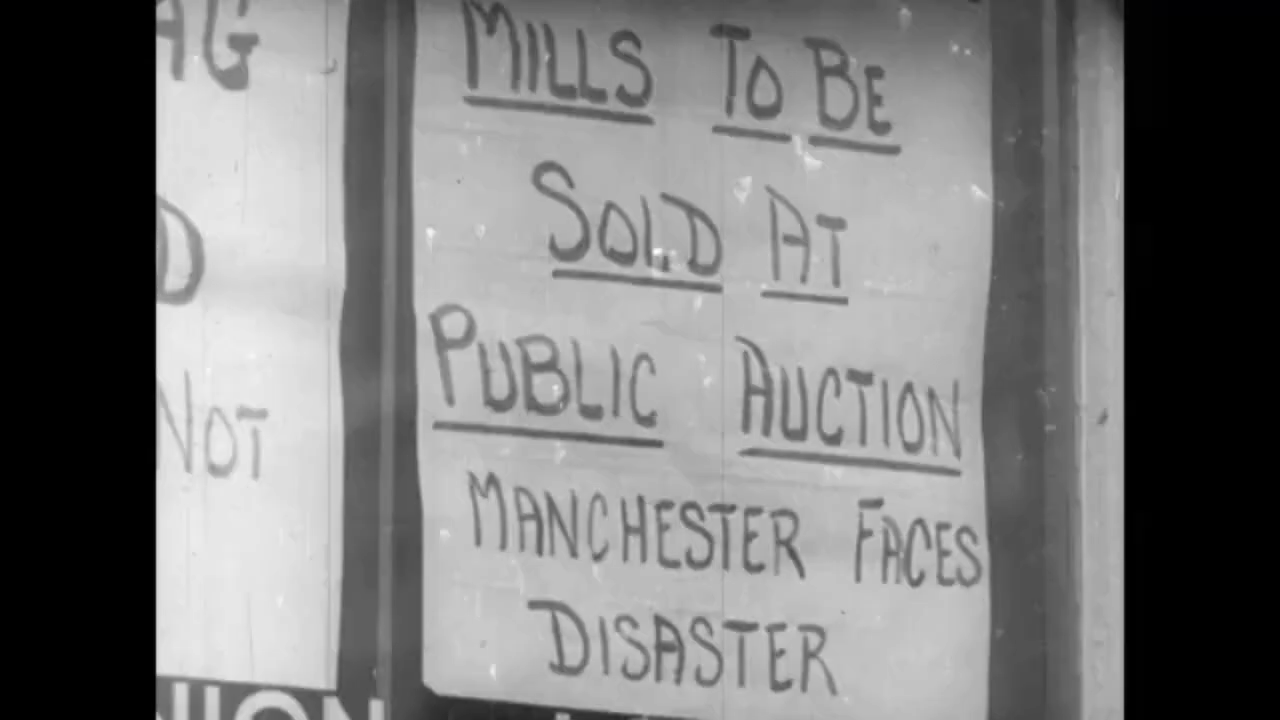 MILLS TO BE
SOLD AT
PUBLIC AUCTION
MANCHESTER FACES
DISASTER
NOT